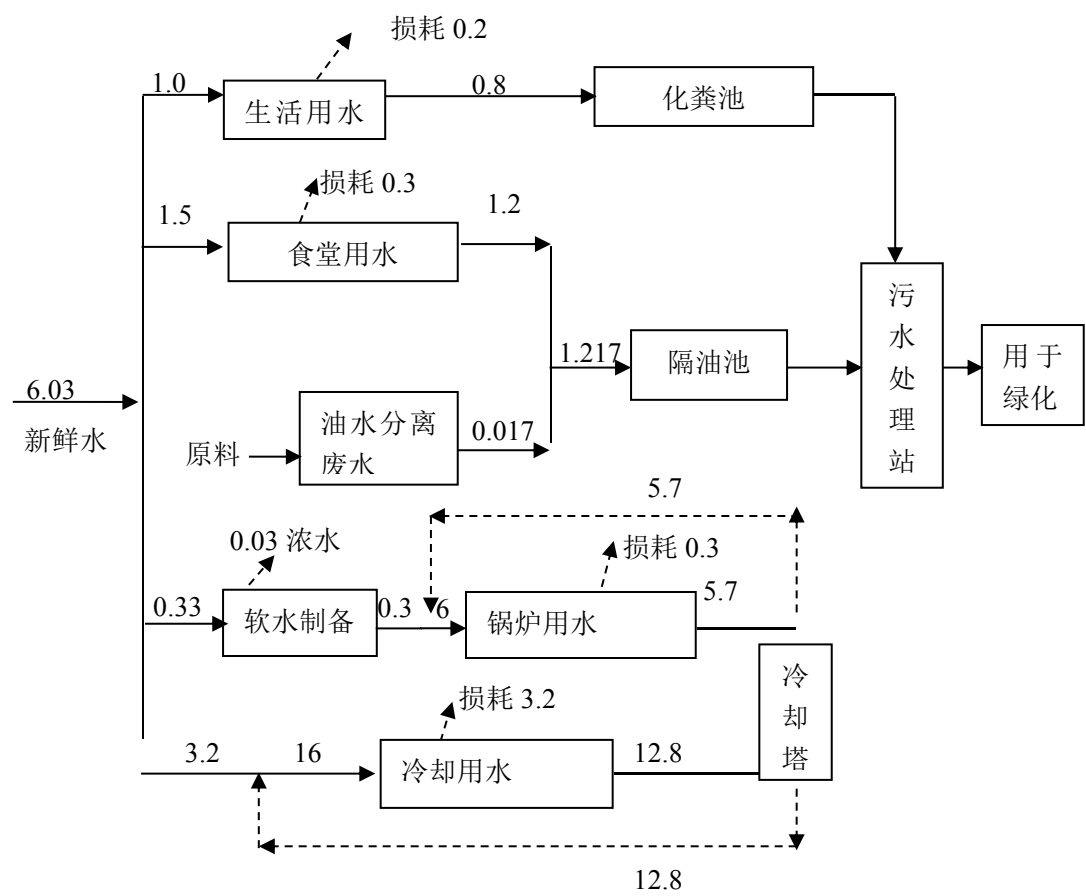 损耗 0.2
1.0
生活用水
0.8
化粪池
损耗 0.3
1.5
食堂用水
1.2
污水处理站
用于
绿化
6.03
新鲜水
1.217
隔油池
原料
油水分离
废水
0.017
5.7
0.03 浓水
损耗 0.3
0.33
软水制备
0.3
6
锅炉用水
5.7
冷却塔
损耗 3.2
3.2
16
冷却用水
12.8
12.8